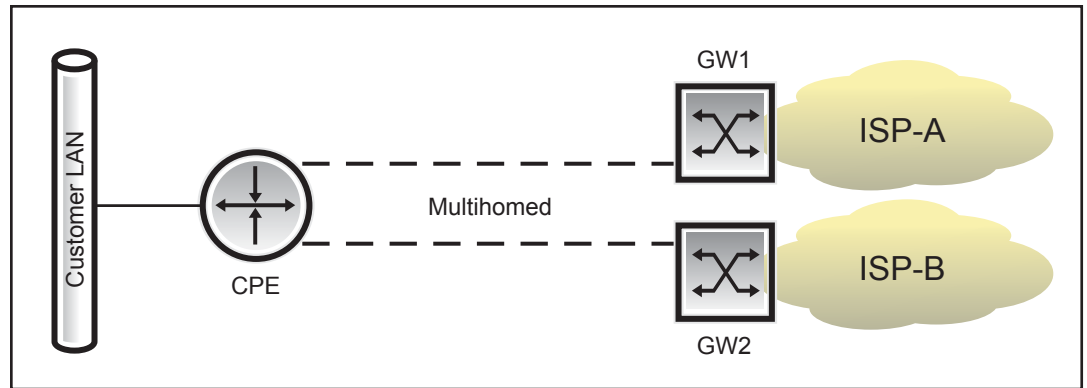 Customer LAN
CPE
Multihomed
GW1
ISP-A
ISP-B
GW2